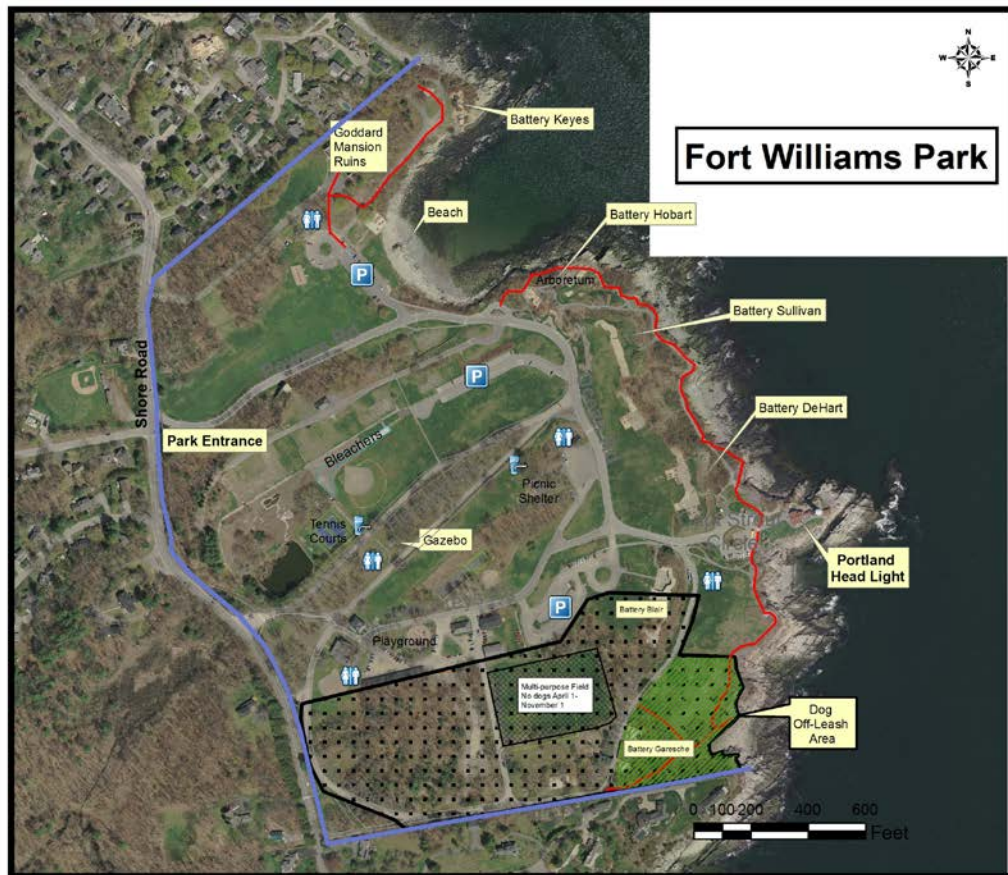 N
W E
S
Fort Williams Park
Battery Keyes
Goddard
Mansion
Ruins
Beach
Battery Hobart
P
Arboretum
Battery Sullivan
Shore Road
P
Battery DeHart
Park Entrance
Bleachers
Picnic
Shelter
Tennis
Courts
Gazebo
Portland
Head Light
P
Battery Blair
Playground
Multi-purpose Field
No dogs April 1-
November 1
Dog
Off-Leash
Area
Battery Garesche
0 100 200 400 600
Feet